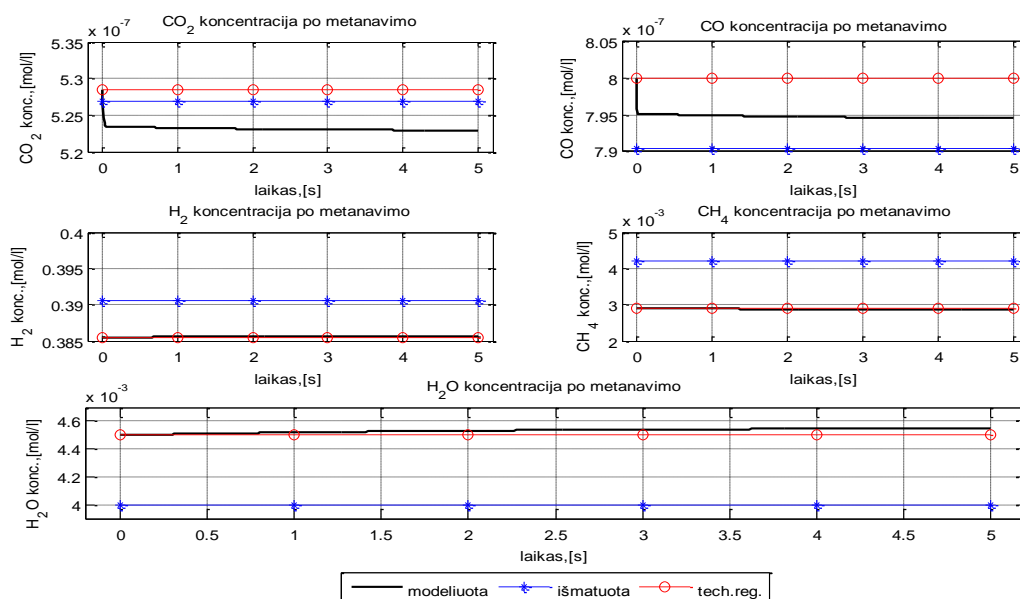 CO2 koncentracija po metanavimo
x 10-7
5.35
5.3
5.25
5.2
CO2 konc.,[mol/l]
0 1 2 3 4 5
laikas,[s]
CO koncentracija po metanavimo
x 10-7
8.05
8
7.95
7.9
CO konc.,[mol/l]
0 1 2 3 4 5
laikas,[s]
H2 koncentracija po metanavimo
0.4
0.395
0.39
0.385
H2 konc.,[mol/l]
0 1 2 3 4 5
laikas,[s]
CH4 koncentracija po metanavimo
x 10-3
5
4
3
2
CH4 konc.,[mol/l]
0 1 2 3 4 5
laikas,[s]
H2O koncentracija po metanavimo
x 10-3
4.6
4.4
4.2
4
H2O konc.,[mol/l]
0 0.5 1 1.5 2 2.5 3 3.5 4 4.5 5
laikas,[s]
modeliuota išmatuota tech.reg.